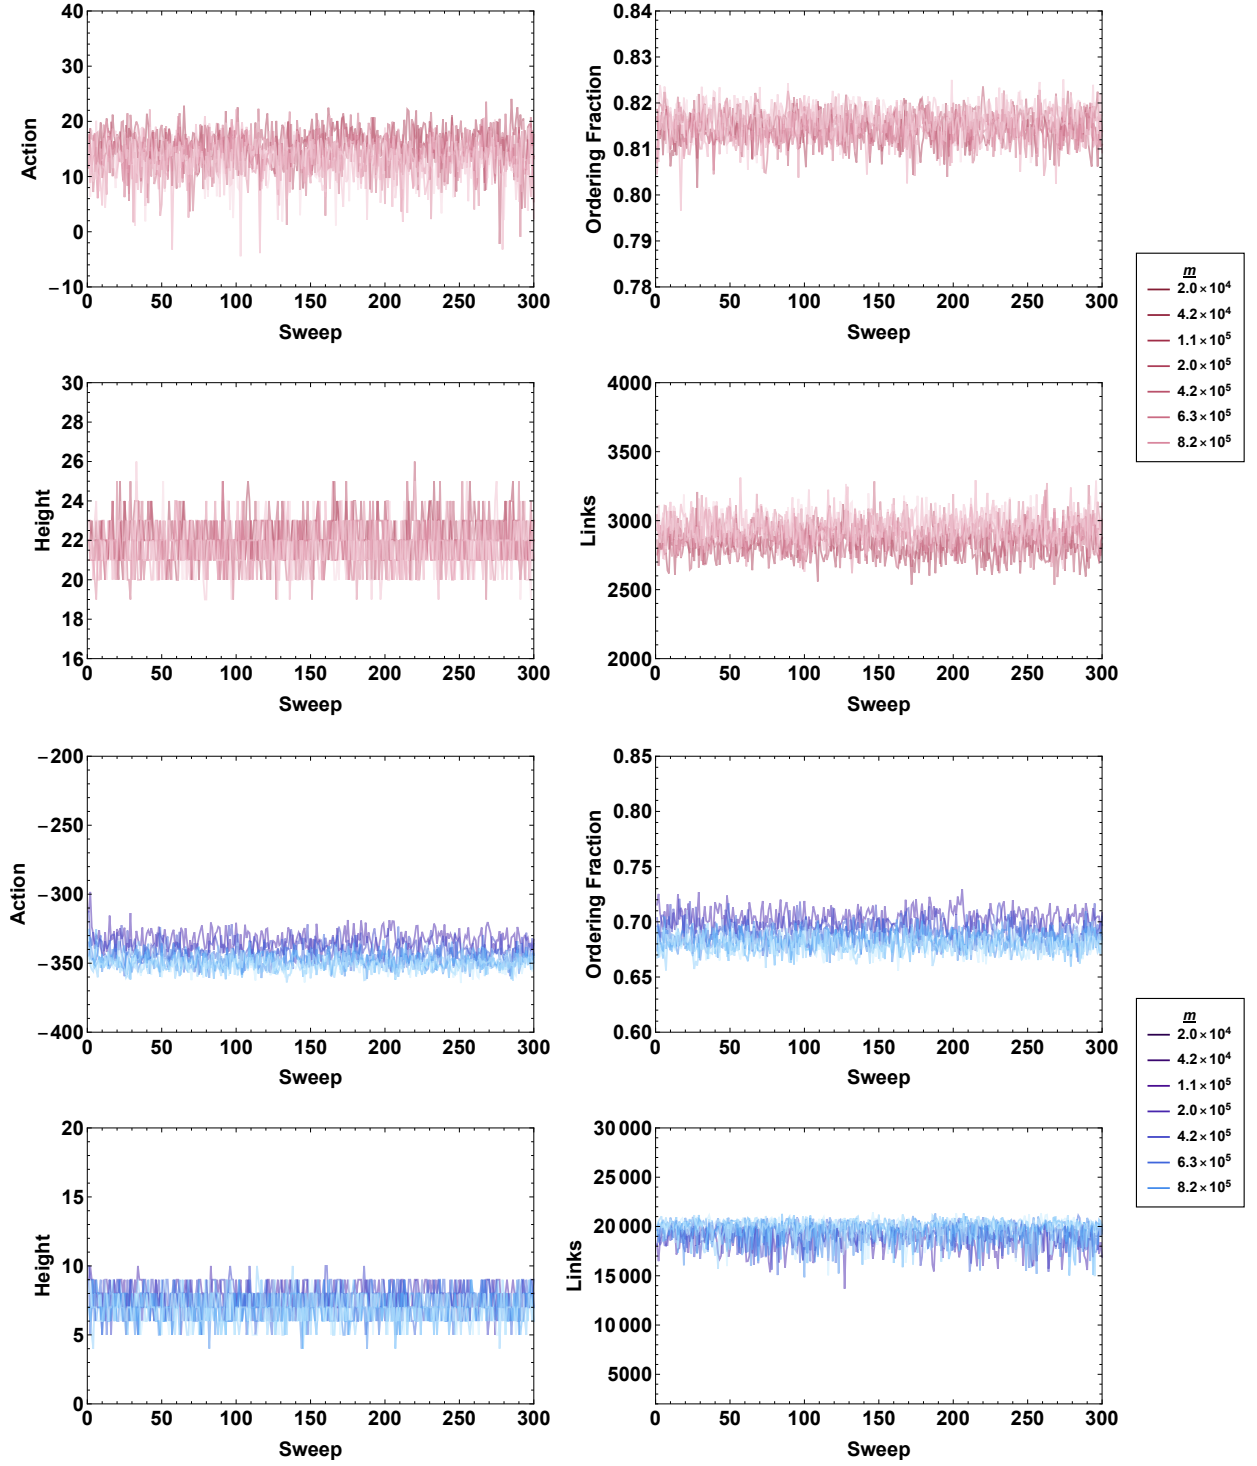 40
30
20
10
0
−10
Action
0 50 100 150 200 250 300
Sweep
0.84
0.83
0.82
0.81
0.80
0.79
0.78
Ordering Fraction
0 50 100 150 200 250 300
Sweep
30
28
26
24
22
20
18
16
Height
0 50 100 150 200 250 300
Sweep
4000
3500
3000
2500
2000
Links
0 50 100 150 200 250 300
Sweep
m
2.0×10⁴
4.2×10⁴
1.1×10⁵
2.0×10⁵
4.2×10⁵
6.3×10⁵
8.2×10⁵
−200
−250
−300
−350
−400
Action
0 50 100 150 200 250 300
Sweep
0.85
0.80
0.75
0.70
0.65
0.60
Ordering Fraction
0 50 100 150 200 250 300
Sweep
20
15
10
5
0
Height
0 50 100 150 200 250 300
Sweep
30 000
25 000
20 000
15 000
10 000
5000
Links
0 50 100 150 200 250 300
Sweep
m
2.0×10⁴
4.2×10⁴
1.1×10⁵
2.0×10⁵
4.2×10⁵
6.3×10⁵
8.2×10⁵